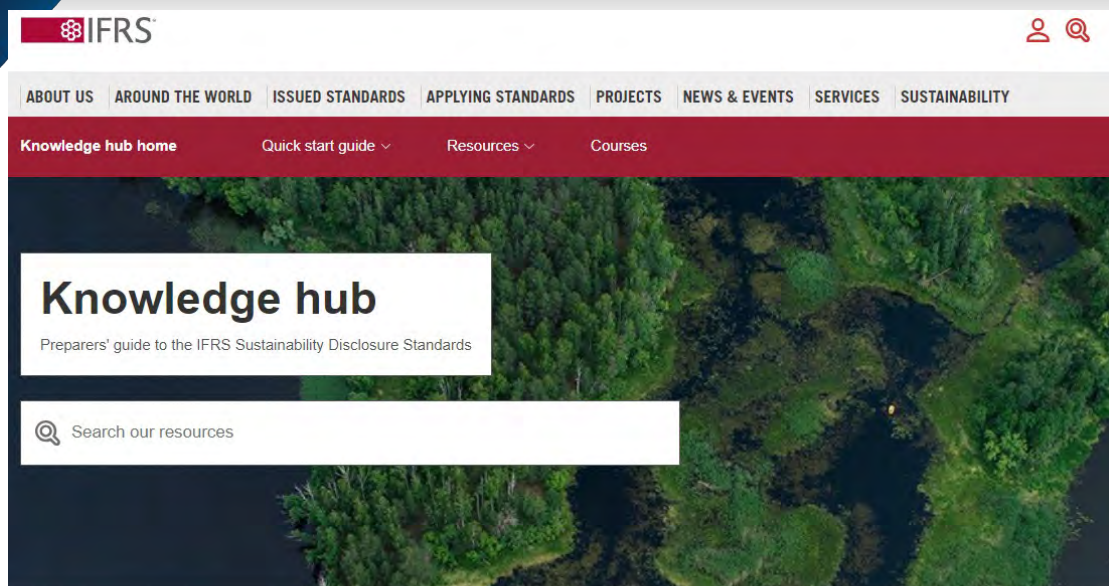 IFRS
ABOUT US AROUND THE WORLD ISSUED STANDARDS APPLYING STANDARDS PROJECTS NEWS & EVENTS SERVICES SUSTAINABILITY
Knowledge hub home Quick start guide Resources Courses
Knowledge hub
Preparers' guide to the IFRS Sustainability Disclosure Standards
Search our resources